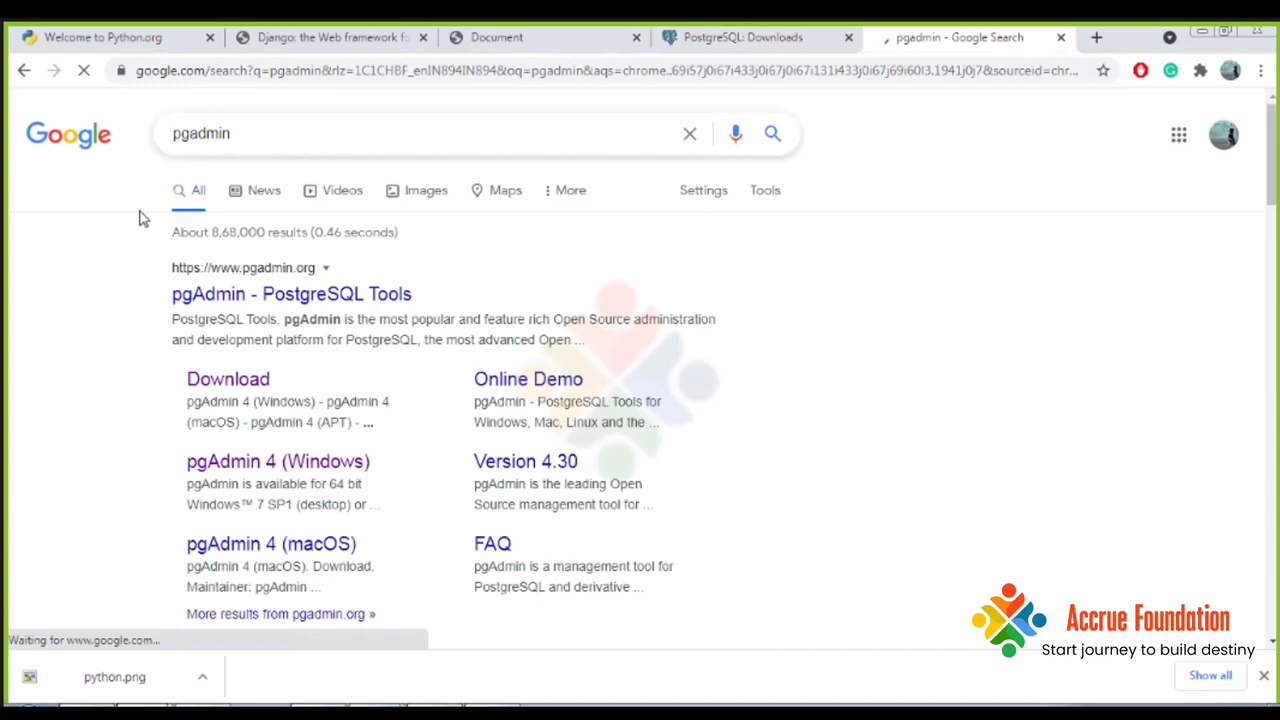 Welcome to Python.org
Django: the Web framework fo
Document
PostgreSQL: Downloads
pgadmin - Google Search
google.com/search?q=pgadmin&rlz=1C1CHBF_enIN894IN894&oq=pgadmin&aqs=chrome..69i57j0i67i433j0j0i67j0i67i131i433j0i67j69i60l3.1941j0j7&sourceid=chr...
Google
pgadmin
All
News
Videos
Images
Maps
More
Settings
Tools
About 8,68,000 results (0.46 seconds)
https://www.pgadmin.org
pgAdmin - PostgreSQL Tools
PostgreSQL Tools. pgAdmin is the most popular and feature rich Open Source administration
and development platform for PostgreSQL, the most advanced Open ...
Download
pgAdmin 4 (Windows) - pgAdmin 4
(macOS) - pgAdmin 4 (APT) - ...
Online Demo
pgAdmin - PostgreSQL Tools for
Windows, Mac, Linux and the ...
pgAdmin 4 (Windows)
pgAdmin is available for 64 bit
Windows™ 7 SP1 (desktop) or ...
Version 4.30
pgAdmin is the leading Open
Source management tool for ...
pgAdmin 4 (macOS)
pgAdmin 4 (macOS). Download.
Maintainer: pgAdmin ...
FAQ
pgAdmin is a management tool for
PostgreSQL and derivative ...
More results from pgadmin.org »
Waiting for www.google.com...
Accrue Foundation
Start journey to build destiny
python.png
Show all